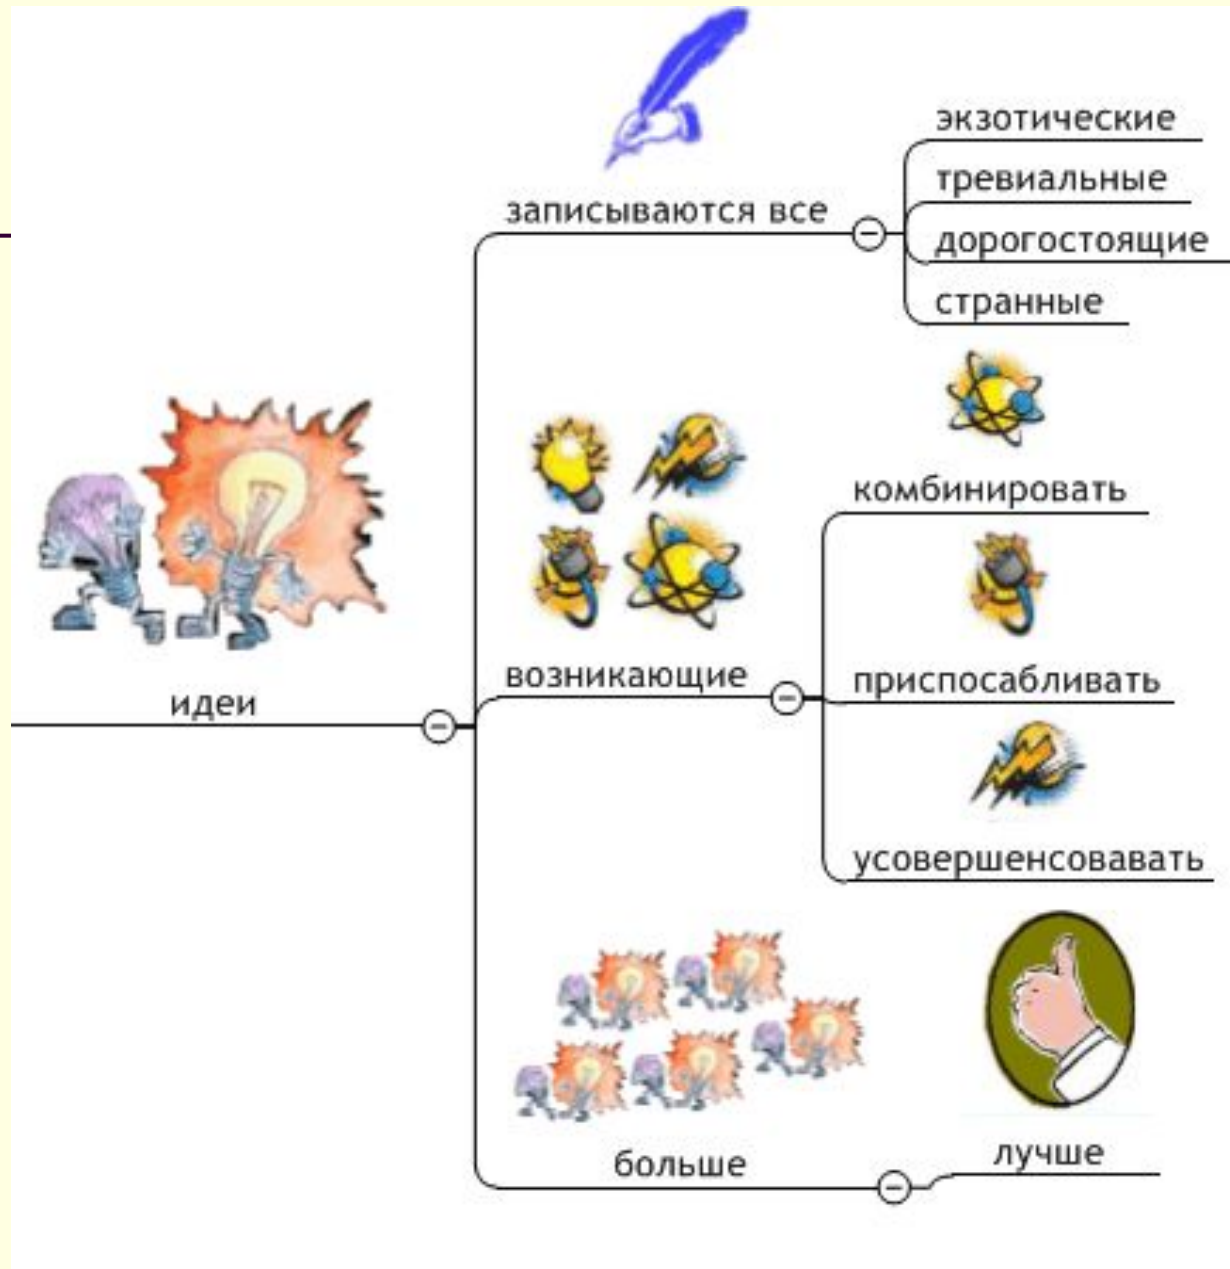 экзотические
тревиальные
записываются все
дорогостоящие
странные
комбинировать
возникающие
приспосабливать
идеи
усовершенсовавать
больше
лучше